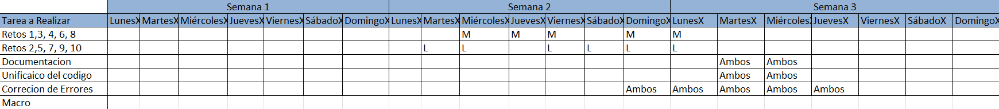 Semana 1 Semana 2 Semana 3
Tarea a Realizar LunesX MartesX MiércolesX JuevesX ViernesX SábadoX DomingoX LunesX MartesX MiércolesX JuevesX ViernesX SábadoX DomingoX LunesX MartesX MiércolesX JuevesX ViernesX SábadoX DomingoX
Retos 1,3, 4, 6, 8 M M M M M
Retos 2,5, 7, 9, 10 L L L L L L
Documentacion Ambos Ambos
Unificaico del codigo Ambos Ambos
Correcion de Errores Ambos Ambos Ambos Ambos Ambos
Macro